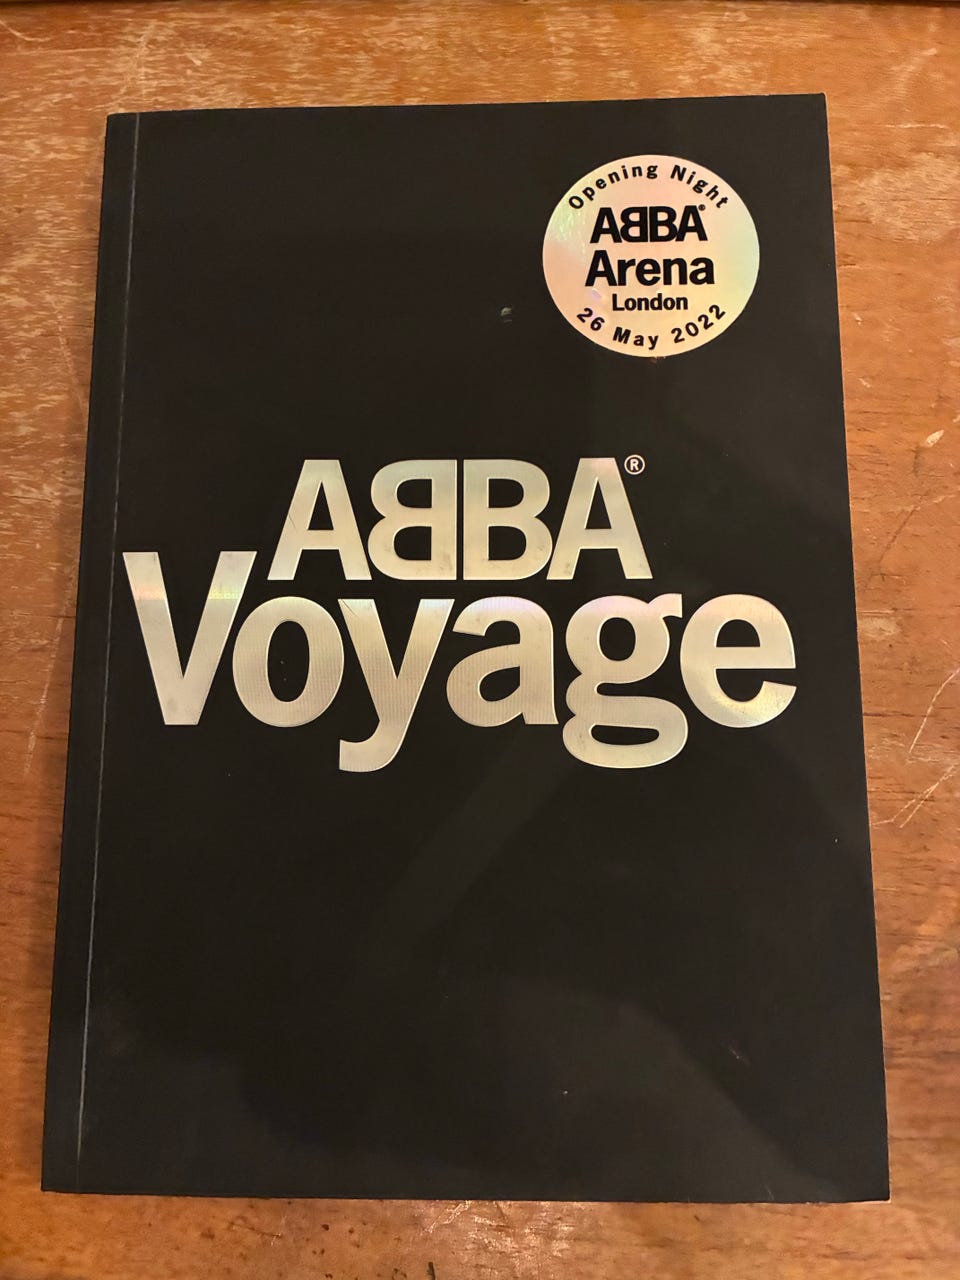 Opening Night
ABBA®
Arena
London
26 May 2022
ABBA®
Voyage